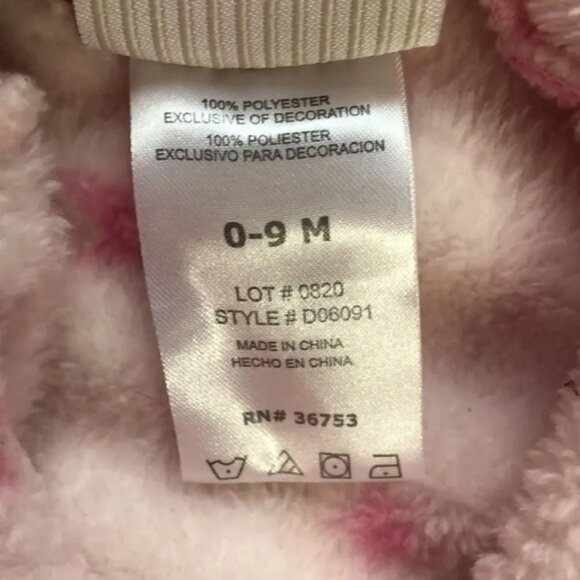 100% POLYESTER
EXCLUSIVE OF DECORATION
100% POLIESTER
EXCLUSIVO PARA DECORACION
0-9 M
LOT # 0820
STYLE # D06091
MADE IN CHINA
HECHO EN CHINA
RN# 36753